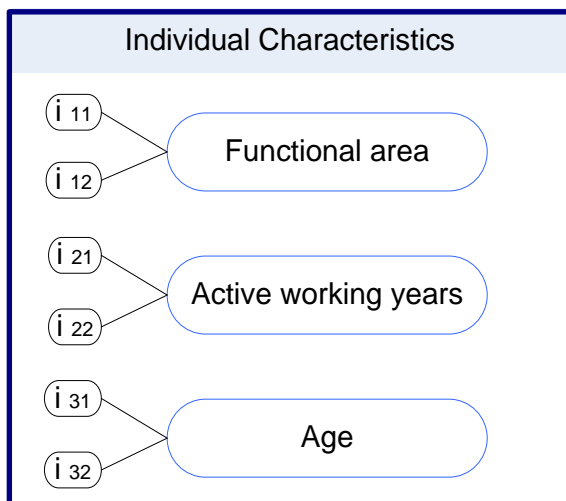 Individual Characteristics
i 11
Functional area
i 12
i 21
Active working years
i 22
i 31
Age
i 32